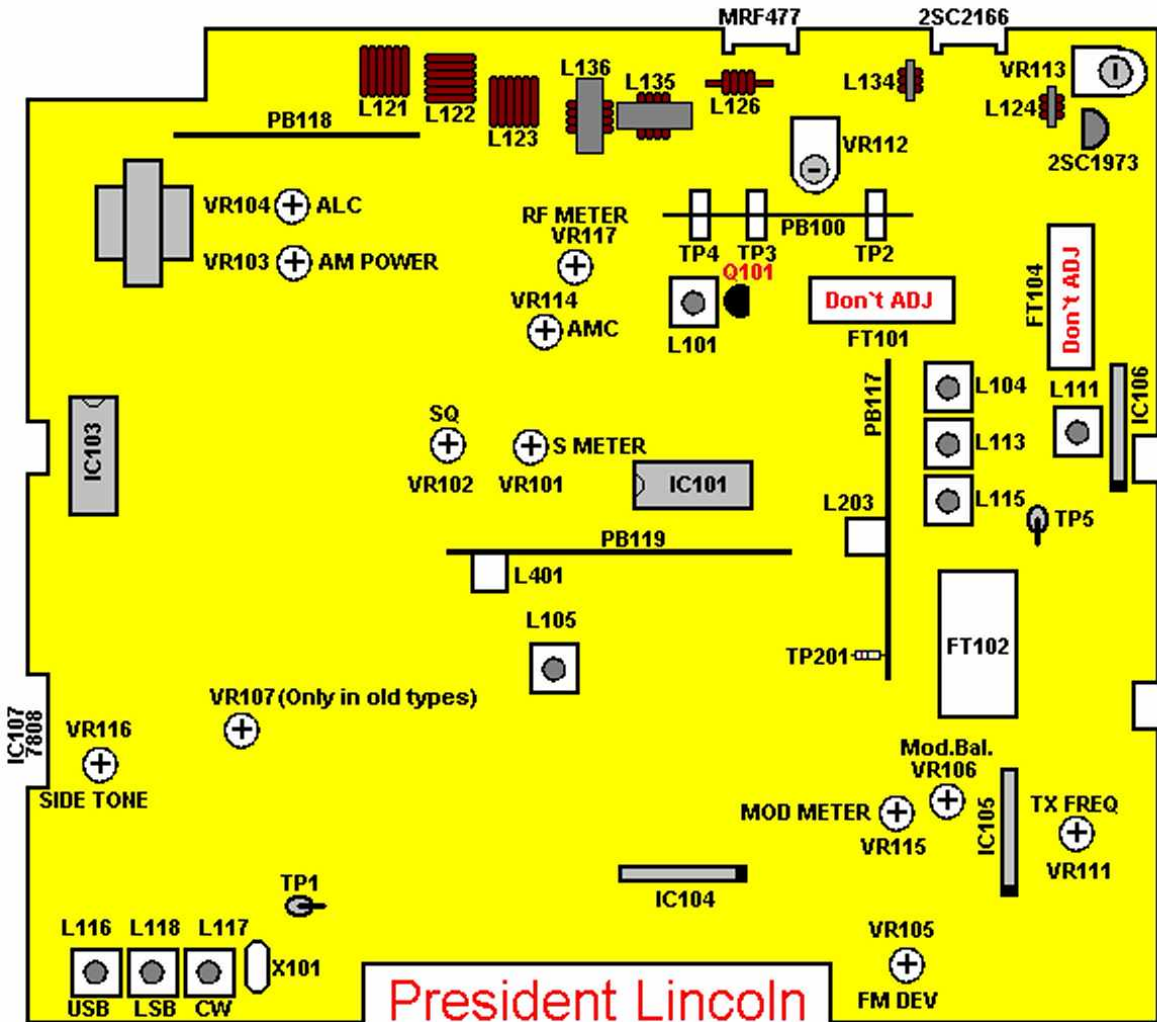 MRF477
2SC2166
VR113
L136
L135
L134
L121
L122
L123
L126
L124
PB118
VR112
2SC1973
VR104 ALC
RF METER
VR117
PB100
TP4
TP3
TP2
VR103 AM POWER
Q101
FT104
Don`t ADJ
VR114
AMC
Don`t ADJ
L101
FT101
PB117
L104
L111
IC106
SQ
L113
IC103
S METER
VR102
VR101
IC101
L115
L203
TP5
PB119
L401
L105
TP201
FT102
VR107 (Only in old types)
IC107
7808
VR116
SIDE TONE
Mod.Bal.
VR106
MOD METER
VR115
IC105
TX FREQ
VR111
TP1
IC104
L116
L118
L117
X101
VR105
USB
LSB
CW
FM DEV
President Lincoln